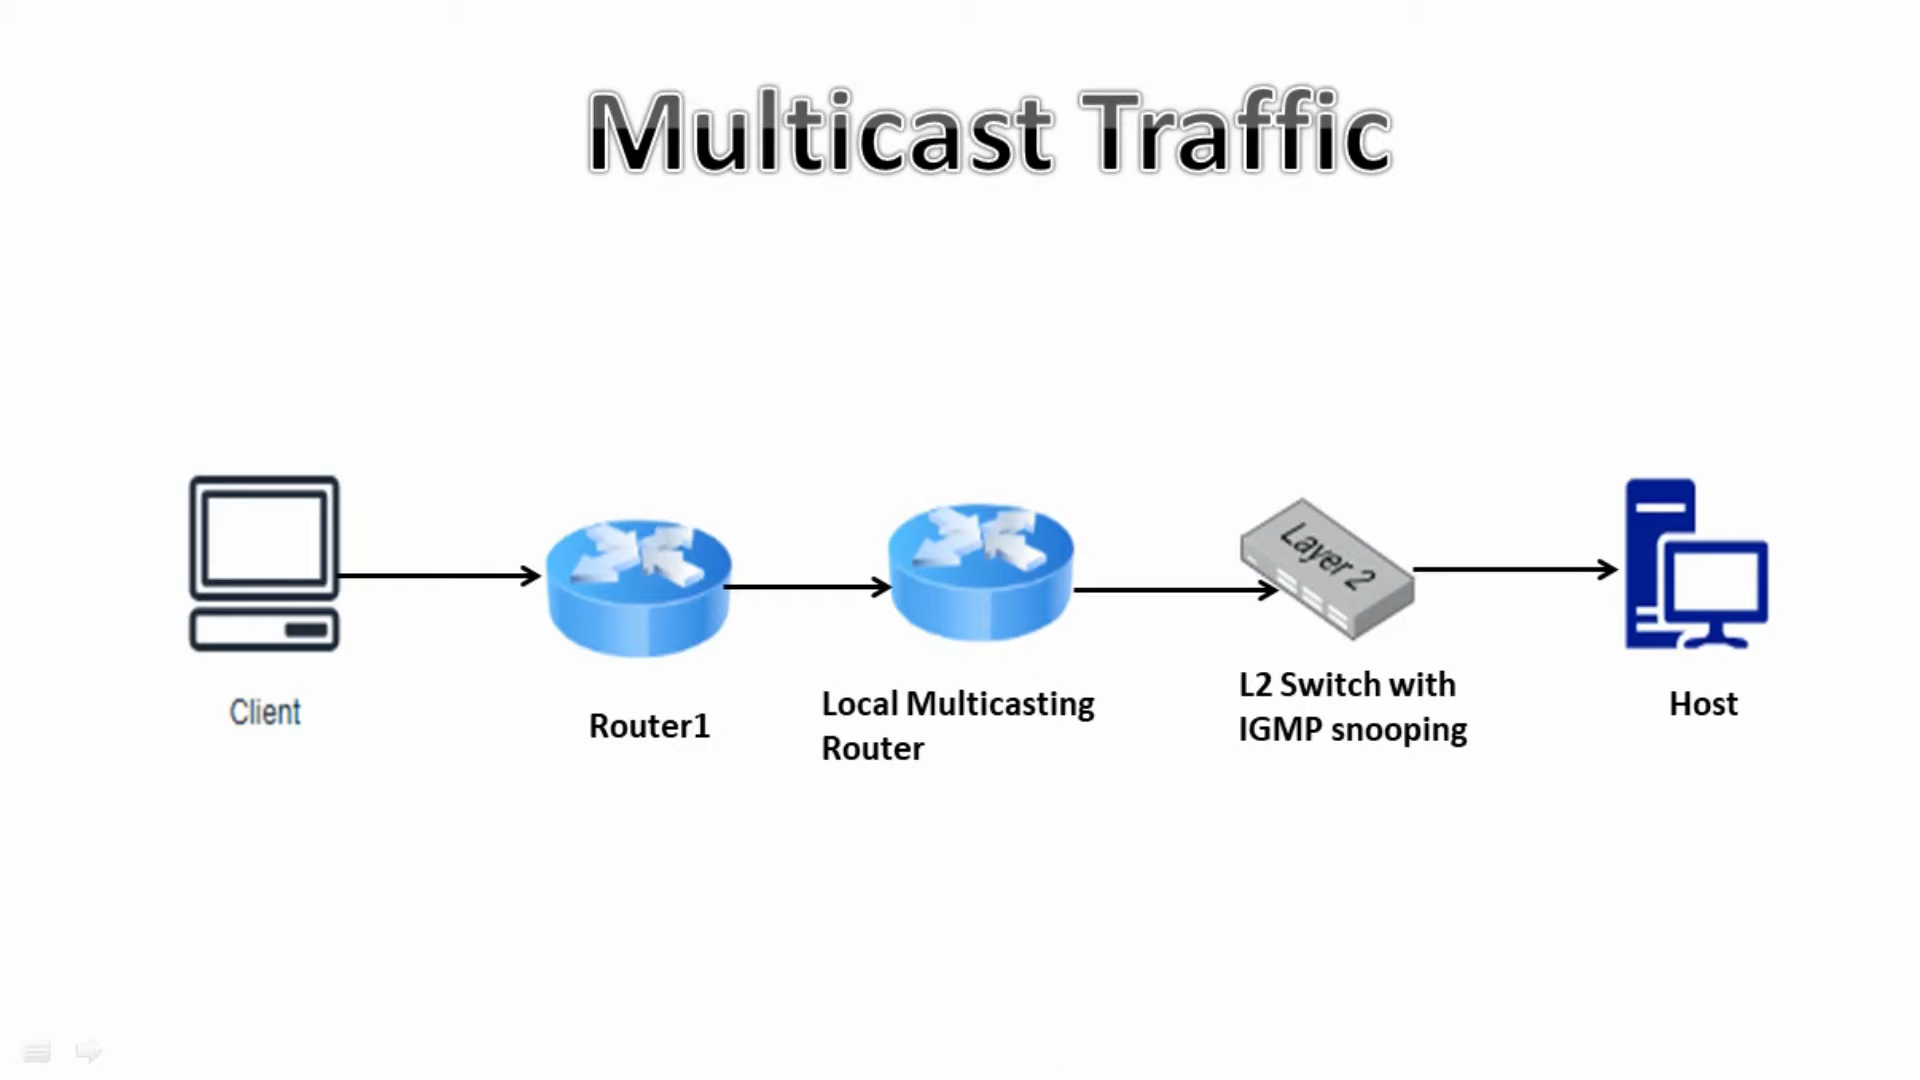 Multicast Traffic
Layer 2
Client
Router1
Local Multicasting
Router
L2 Switch with
IGMP snooping
Host